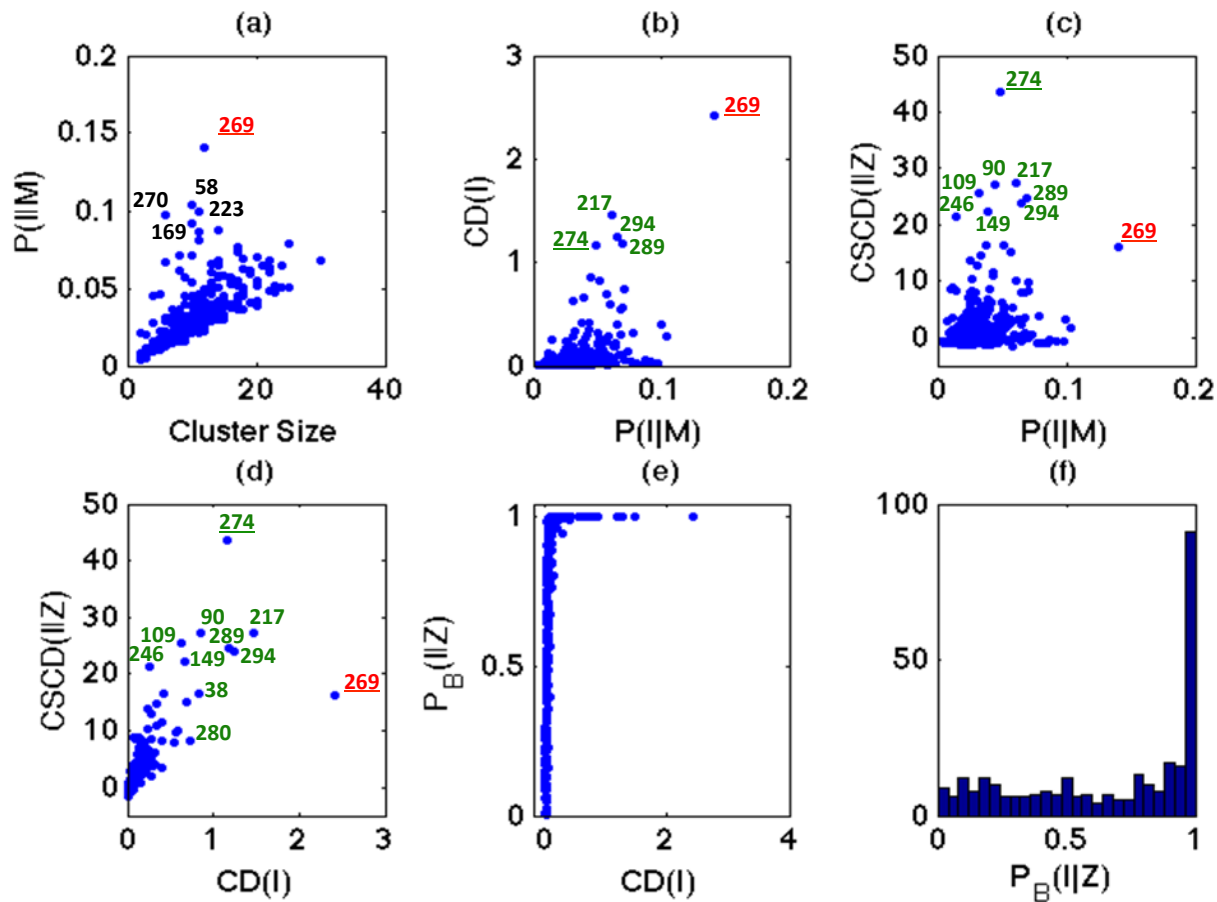 (a)
0.2
0.15
0.1
0.05
0
P(I|M)
269
58
270
223
169
0 20 40
Cluster Size
(b)
3
2
1
0
CD(I)
269
217
294
274
289
0 0.1 0.2
P(I|M)
(c)
50
40
30
20
10
0
CSCD(I|Z)
274
90
217
109
289
246
294
149
269
0 0.1 0.2
P(I|M)
(d)
50
40
30
20
10
0
CSCD(I|Z)
274
90
217
109
289
246
149
294
38
269
280
0 1 2 3
CD(I)
(e)
1
0.5
0
P_B(I|Z)
0 2 4
CD(I)
(f)
100
50
0
0 0.5 1
P_B(I|Z)